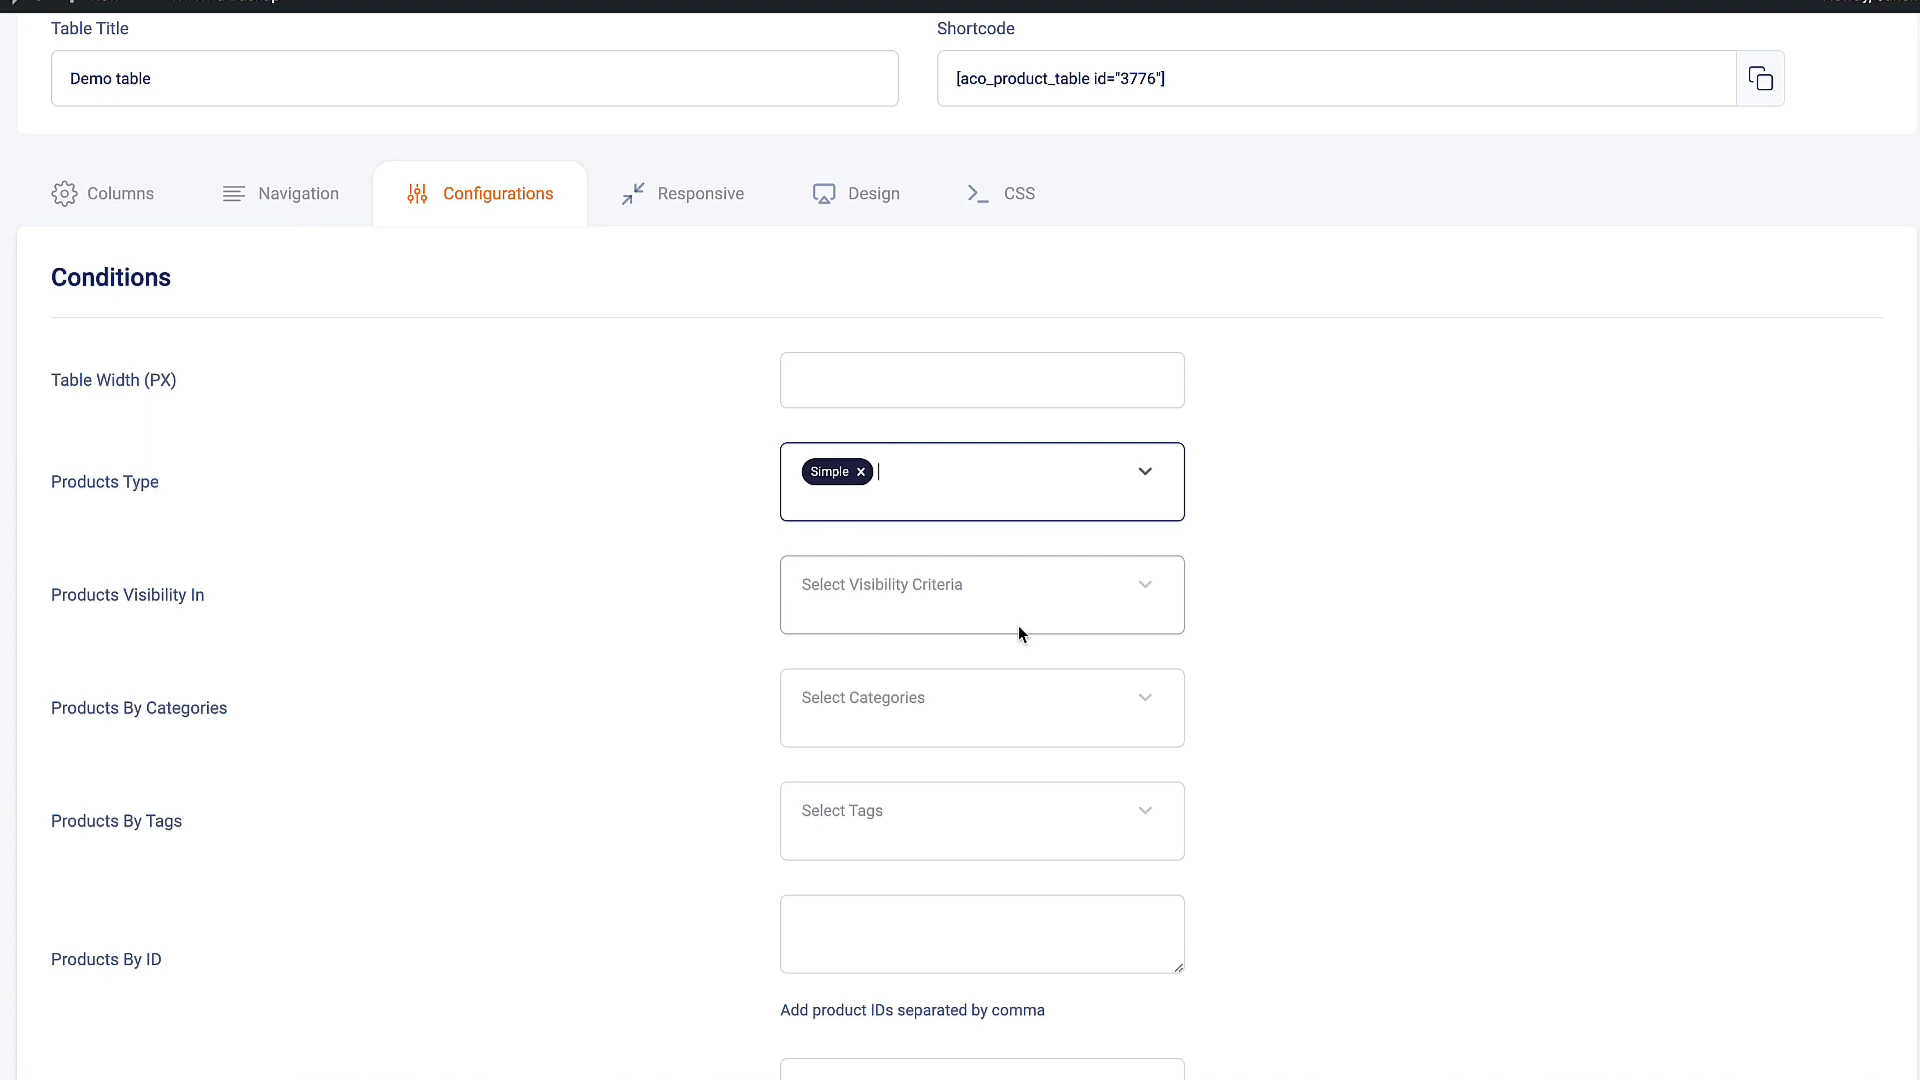 Table Title
Shortcode
Demo table
[aco_product_table id="3776"]
Columns
Navigation
Configurations
Responsive
Design
CSS
Conditions
Table Width (PX)
Products Type
Simple
Products Visibility In
Select Visibility Criteria
Products By Categories
Select Categories
Products By Tags
Select Tags
Products By ID
Add product IDs separated by comma